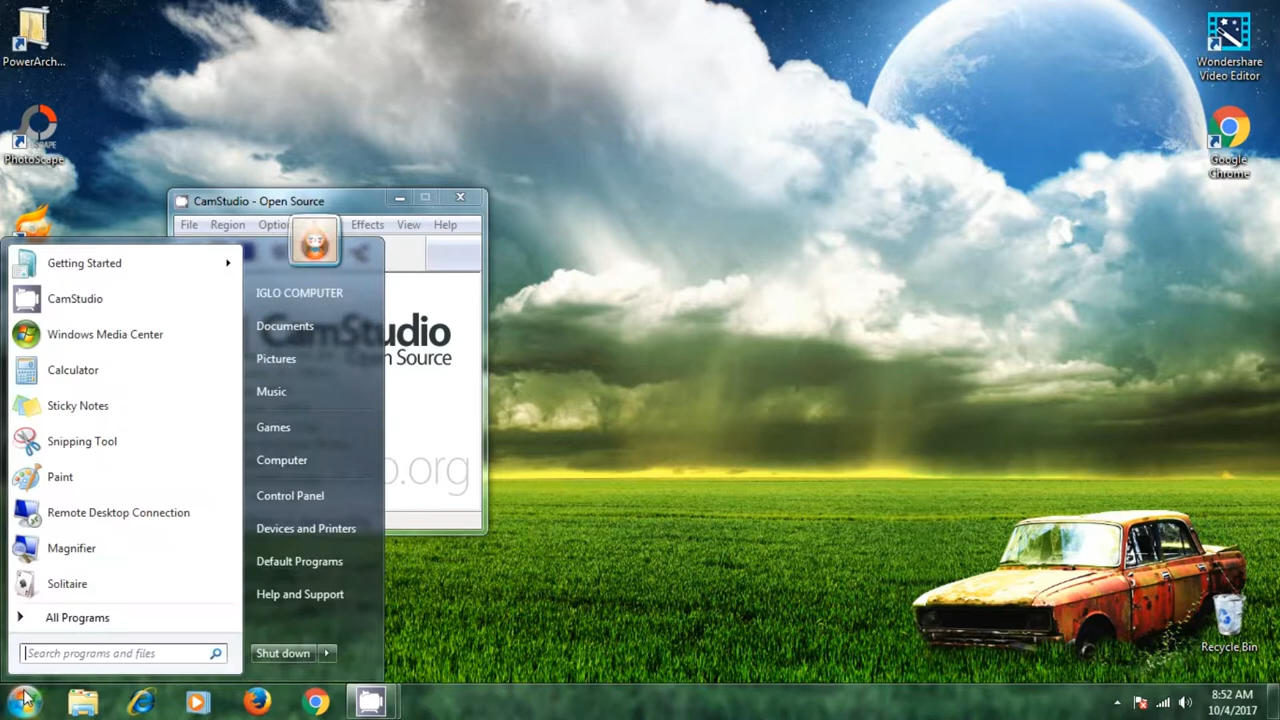 PowerArch...
PhotoScape
Wondershare
Video Editor
Google
Chrome
Recycle Bin
CamStudio - Open Source
File Region Optio Effects View Help
CamStudio
n Source
o.org
Getting Started
CamStudio
Windows Media Center
Calculator
Sticky Notes
Snipping Tool
Paint
Remote Desktop Connection
Magnifier
Solitaire
All Programs
Search programs and files
IGLO COMPUTER
Documents
Pictures
Music
Games
Computer
Control Panel
Devices and Printers
Default Programs
Help and Support
Shut down
8:52 AM
10/4/2017